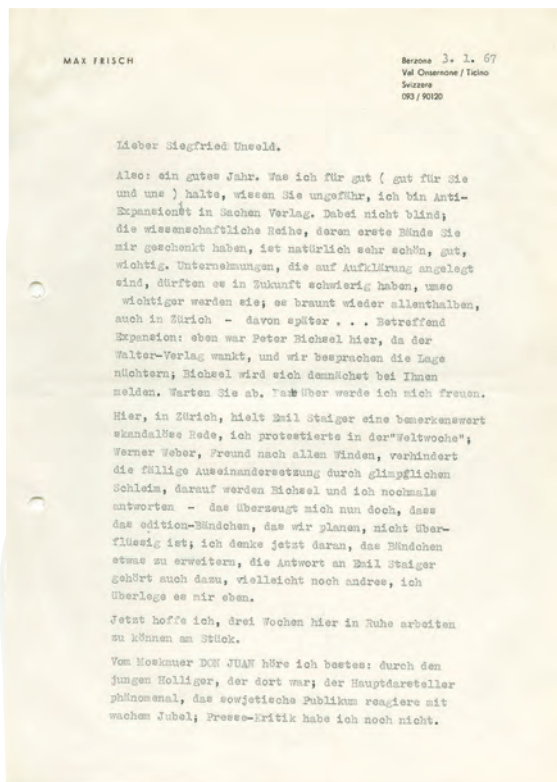 MAX FRISCH
Berzona 3. 1. 67
Val Onsernone / Ticino
Svizzera
093 / 90120
Lieber Siegfried Unseld.
Also: ein gutes Jahr. Was ich für gut ( gut für Sie
und uns ) halte, wissen Sie ungefähr, ich bin Anti-
Expansionist in Sachen Verlag. Dabei nicht blind;
die wissenschaftliche Reihe, deren erste Bände Sie
mir geschenkt haben, ist natürlich sehr schön, gut,
wichtig. Unternehmungen, die auf Aufklärung angelegt
sind, dürften es in Zukunft schwierig haben, umso
wichtiger werden sie; es braunt wieder allenthalben,
auch in Zürich - davon später . . . Betreffend
Expansion: eben war Peter Bichsel hier, da der
Walter-Verlag wankt, und wir besprachen die Lage
nüchtern; Bichsel wird sich demnächst bei Ihnen
melden. Warten Sie ab. Darüber werde ich mich freuen.
Hier, in Zürich, hielt Emil Staiger eine bemerkenswert
skandalöse Rede, ich protestierte in der"Weltwoche";
Werner Weber, Freund nach allen Winden, verhindert
die fällige Auseinandersetzung durch glimpflichen
Schleim, darauf werden Bichsel und ich nochmals
antworten - das überzeugt mich nun doch, dass
das edition-Bändchen, das wir planen, nicht über-
flüssig ist; ich denke jetzt daran, das Bändchen
etwas zu erweitern, die Antwort an Emil Staiger
gehört auch dazu, vielleicht noch andres, ich
überlege es mir eben.
Jetzt hoffe ich, drei Wochen hier in Ruhe arbeiten
zu können am Stück.
Vom Moskauer DON JUAN höre ich bestes: durch den
jungen Holliger, der dort war; der Hauptdarsteller
phänomenal, das sowjetische Publikum reagiere mit
wachem Jubel; Presse-Kritik habe ich noch nicht.